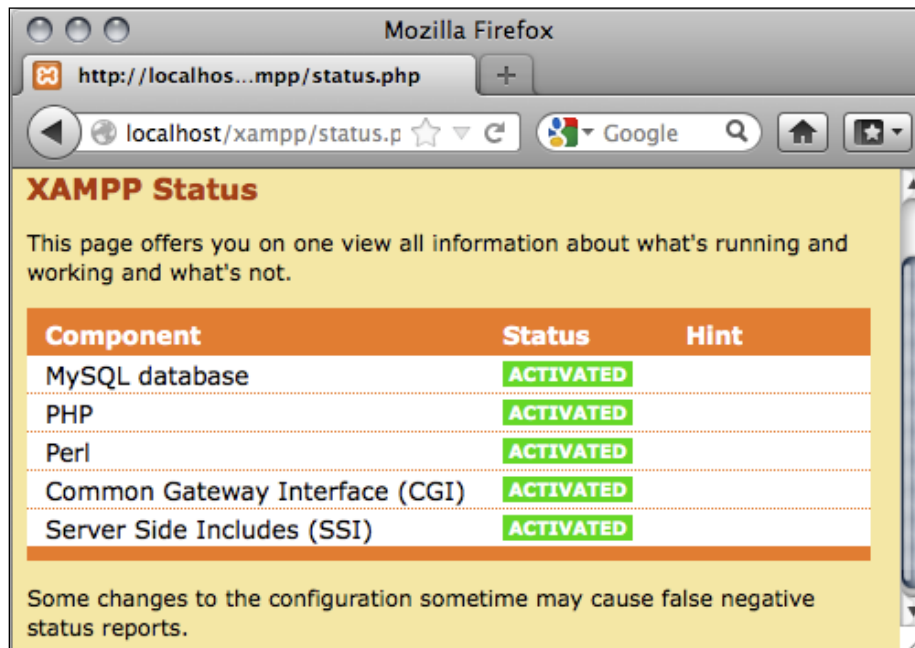 Mozilla Firefox
http://localhos...mpp/status.php
localhost/xampp/status.p
Google
XAMPP Status
This page offers you on one view all information about what's running and
working and what's not.
Component Status Hint
MySQL database ACTIVATED
PHP ACTIVATED
Perl ACTIVATED
Common Gateway Interface (CGI) ACTIVATED
Server Side Includes (SSI) ACTIVATED
Some changes to the configuration sometime may cause false negative
status reports.